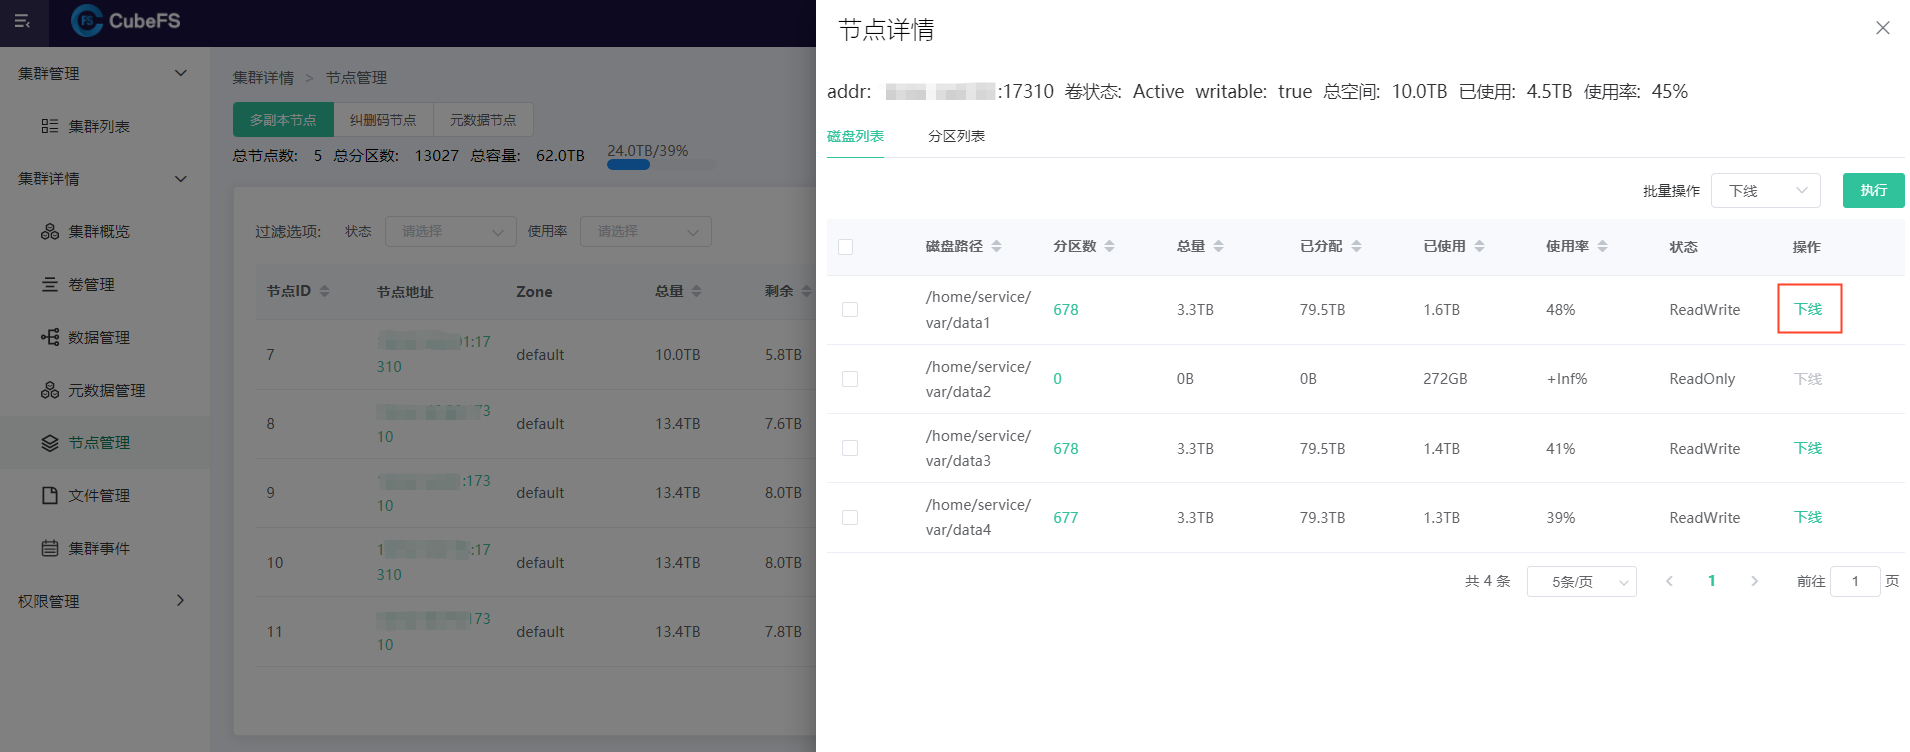 CubeFS
集群管理
集群列表
集群详情
集群概览
卷管理
数据管理
元数据管理
节点管理
文件管理
集群事件
权限管理
集群详情 > 节点管理
多副本节点 纠删码节点 元数据节点
总节点数: 5 总分区数: 13027 总容量: 62.0TB 24.0TB/39%
过滤选项: 状态 请选择 使用率 请选择
节点ID 节点地址 Zone 总量 剩余
7 1:17310 default 10.0TB 5.8TB
8 17310 default 13.4TB 7.6TB
9 :17310 default 13.4TB 8.0TB
10 1 :17310 default 13.4TB 8.0TB
11 17310 default 13.4TB 7.8TB
节点详情
addr: :17310 卷状态: Active writable: true 总空间: 10.0TB 已使用: 4.5TB 使用率: 45%
磁盘列表 分区列表
批量操作 下线 执行
磁盘路径 分区数 总量 已分配 已使用 使用率 状态 操作
/home/service/var/data1 678 3.3TB 79.5TB 1.6TB 48% ReadWrite 下线
/home/service/var/data2 0 0B 0B 272GB +Inf% ReadOnly 下线
/home/service/var/data3 678 3.3TB 79.5TB 1.4TB 41% ReadWrite 下线
/home/service/var/data4 677 3.3TB 79.3TB 1.3TB 39% ReadWrite 下线
共 4 条 5条/页 1 前往 1 页